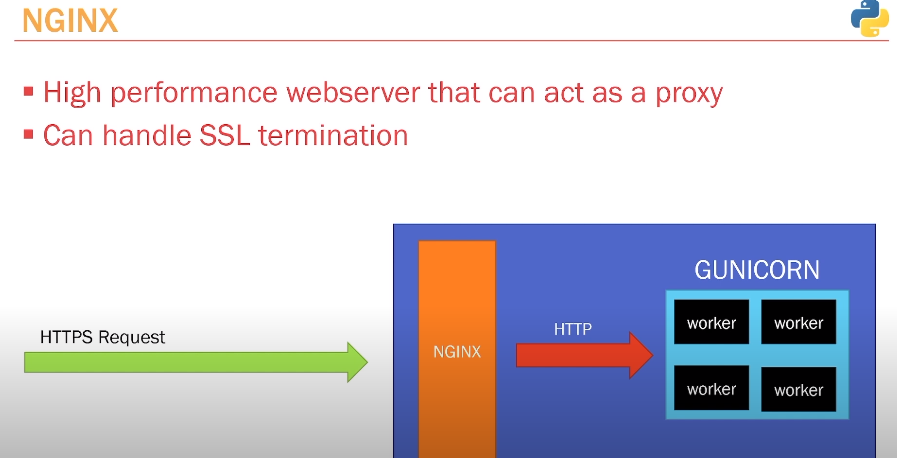 NGINX
High performance webserver that can act as a proxy
Can handle SSL termination
GUNICORN
HTTPS Request
NGINX
HTTP
worker
worker
worker
worker